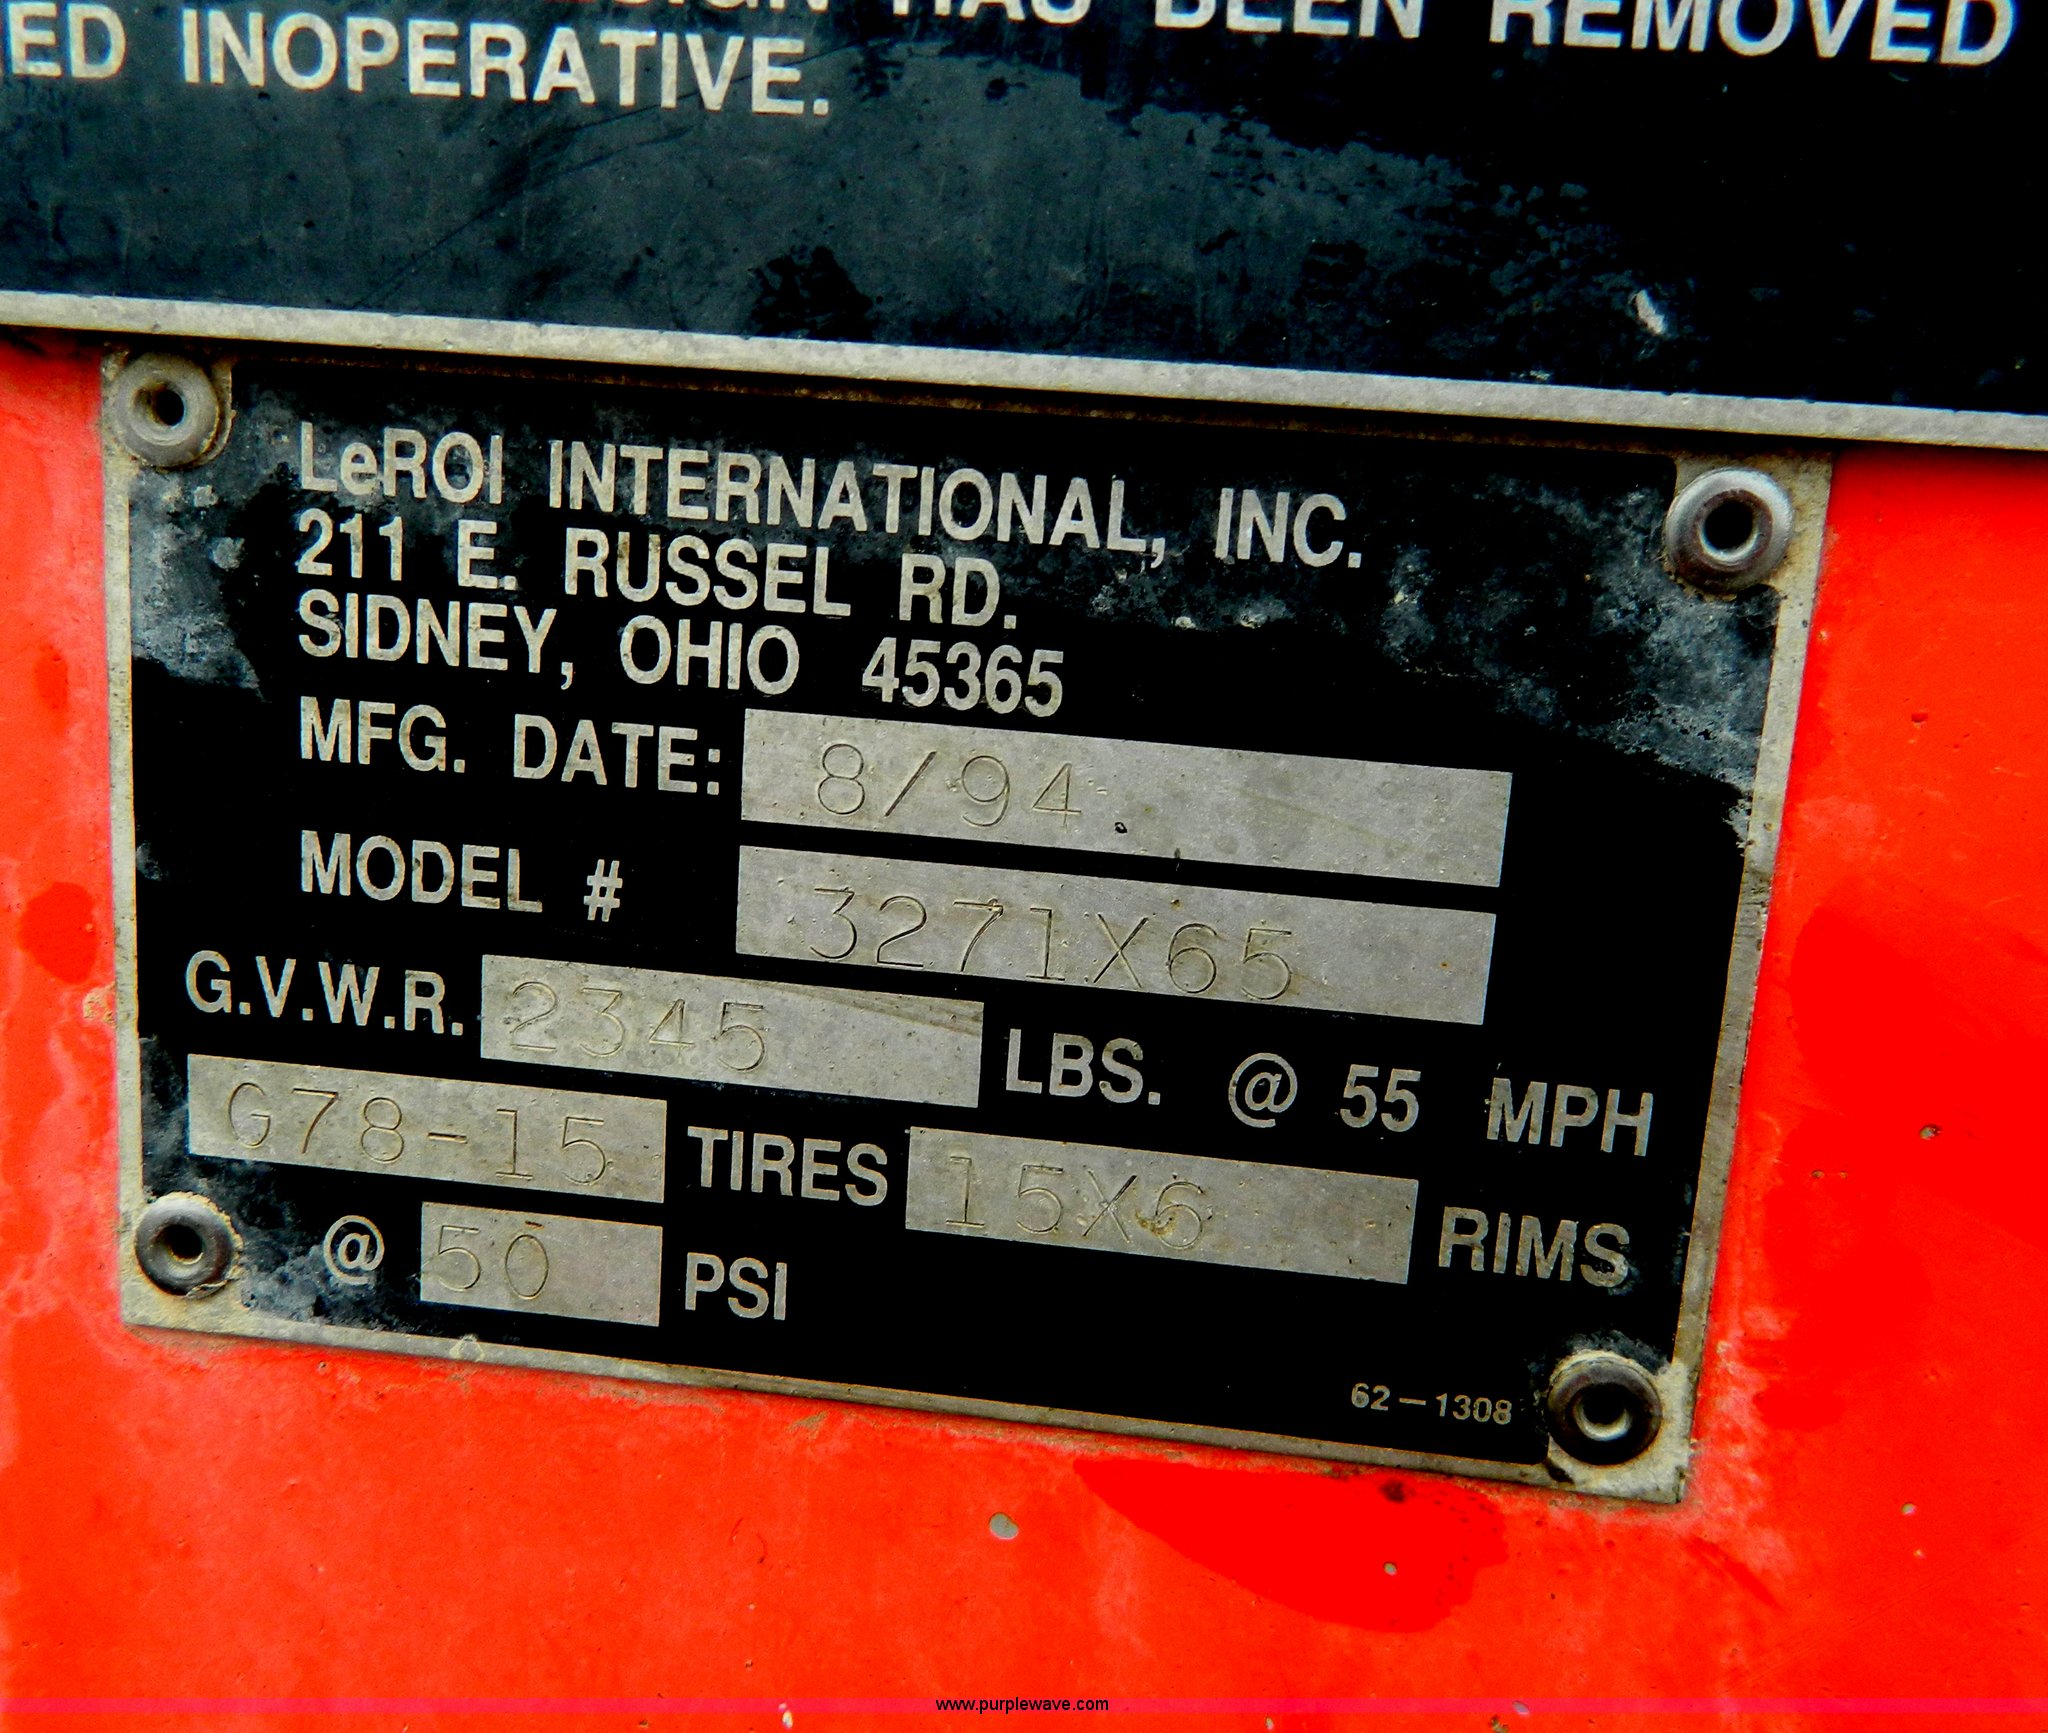 HAS BEEN REMOVED
ED INOPERATIVE.
LeROI INTERNATIONAL, INC.
211 E. RUSSEL RD.
SIDNEY, OHIO 45365
MFG. DATE: 8/94.
MODEL # 3271X65
G.V.W.R. 2345 LBS. @ 55 MPH
G78-15 TIRES 15X6 RIMS
@ 50 PSI
62-1308
www.purplewave.com